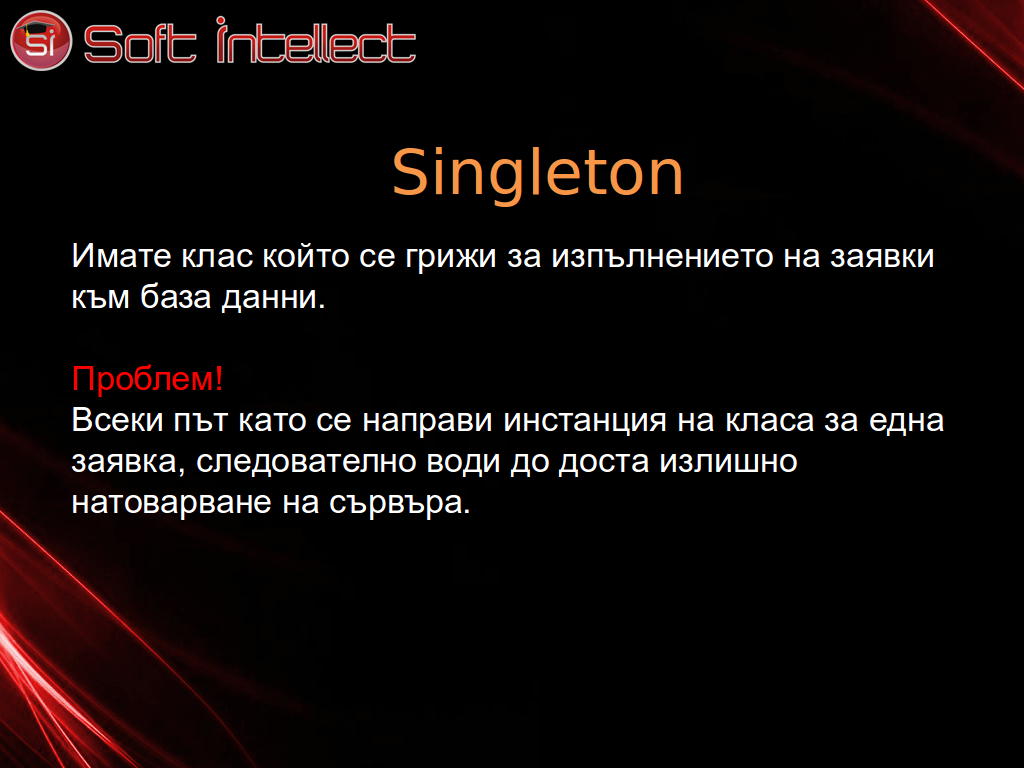 Si Soft Intellect
Singleton
Имате клас който се грижи за изпълнението на заявки
към база данни.
Проблем!
Всеки път като се направи инстанция на класа за една
заявка, следователно води до доста излишно
натоварване на сървъра.